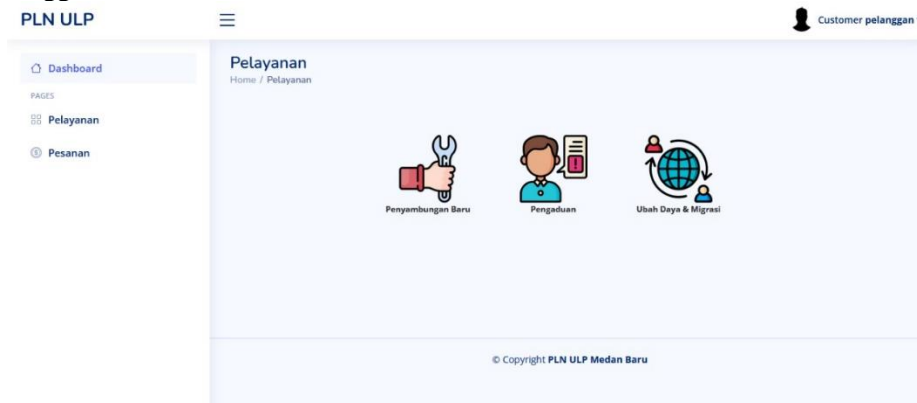 PLN ULP
Customer pelanggan
Dashboard
PAGES
Pelayanan
Pesanan
Pelayanan
Home / Pelayanan
Penyambungan Baru
Pengaduan
Ubah Daya & Migrasi
© Copyright PLN ULP Medan Baru